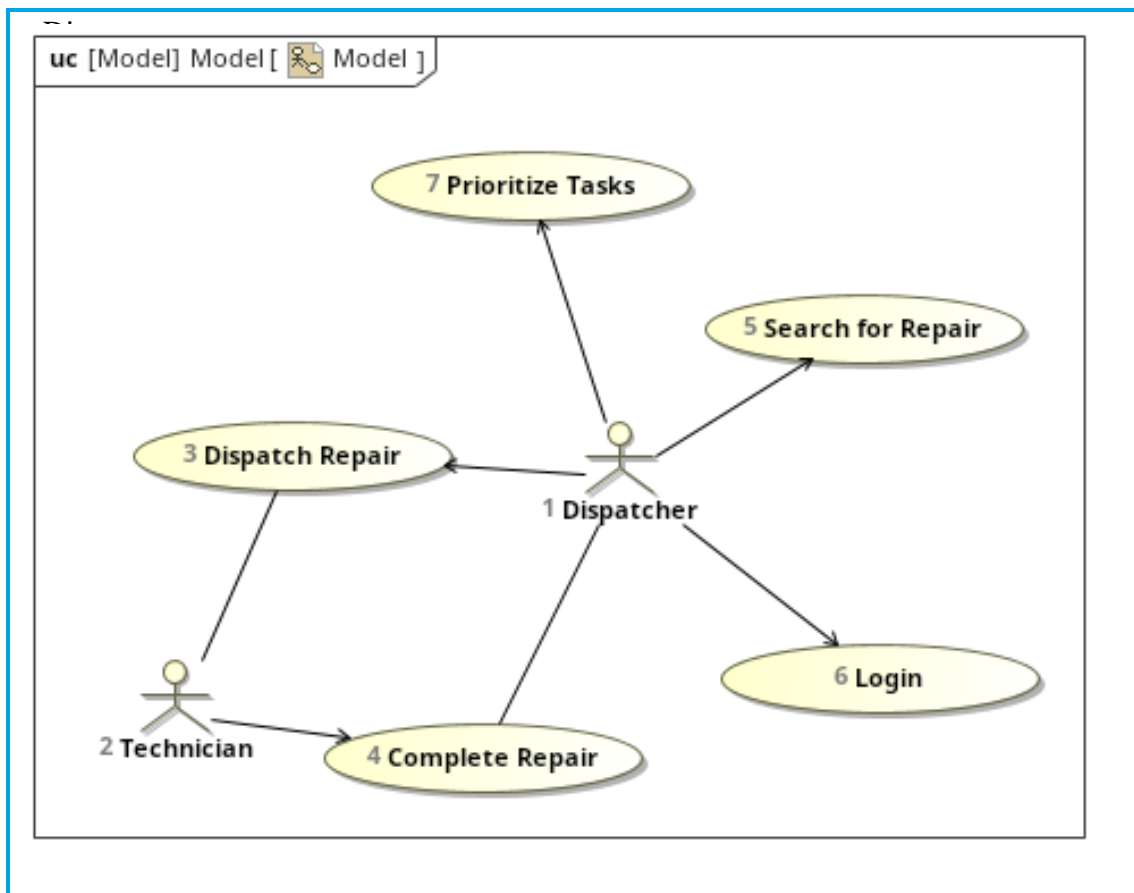 uc [Model] Model [ Model ]
7 Prioritize Tasks
5 Search for Repair
3 Dispatch Repair
1 Dispatcher
6 Login
2 Technician
4 Complete Repair